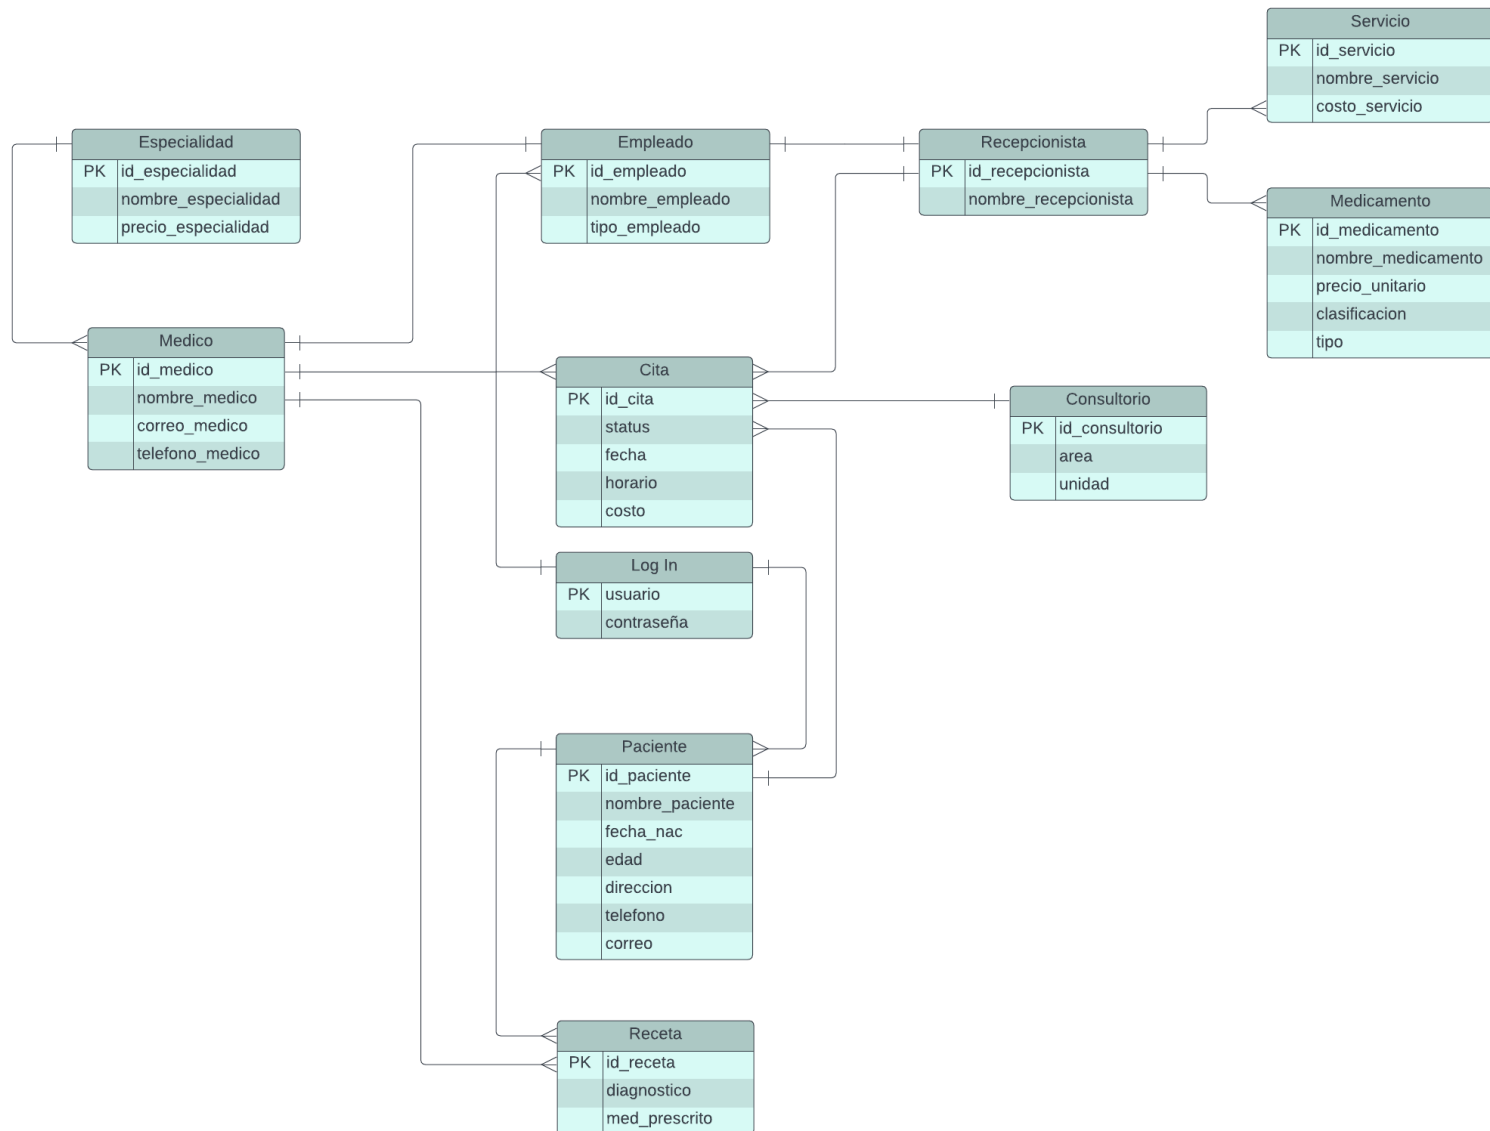 Servicio
PK id_servicio
nombre_servicio
costo_servicio
Especialidad
PK id_especialidad
nombre_especialidad
precio_especialidad
Empleado
PK id_empleado
nombre_empleado
tipo_empleado
Recepcionista
PK id_recepcionista
nombre_recepcionista
Medicamento
PK id_medicamento
nombre_medicamento
precio_unitario
clasificacion
tipo
Medico
PK id_medico
nombre_medico
correo_medico
telefono_medico
Cita
PK id_cita
status
fecha
horario
costo
Consultorio
PK id_consultorio
area
unidad
Log In
PK usuario
contraseña
Paciente
PK id_paciente
nombre_paciente
fecha_nac
edad
direccion
telefono
correo
Receta
PK id_receta
diagnostico
med_prescrito